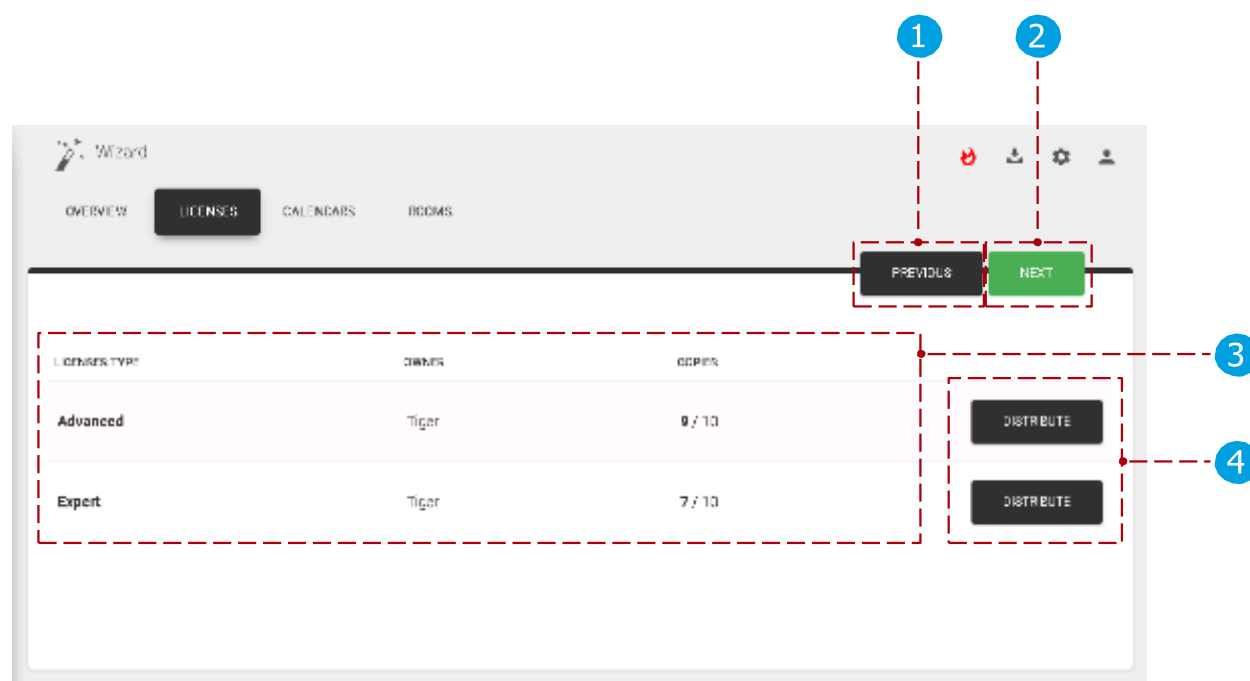 1 2
Wizard
OVERVIEW LICENSES CALENDARS ROOMS
PREVIOUS NEXT
3
LICENSES TYPE OWNER COPIES
Advanced Tiger 9 / 10 DISTRIBUTE
4
Expert Tiger 7 / 10 DISTRIBUTE